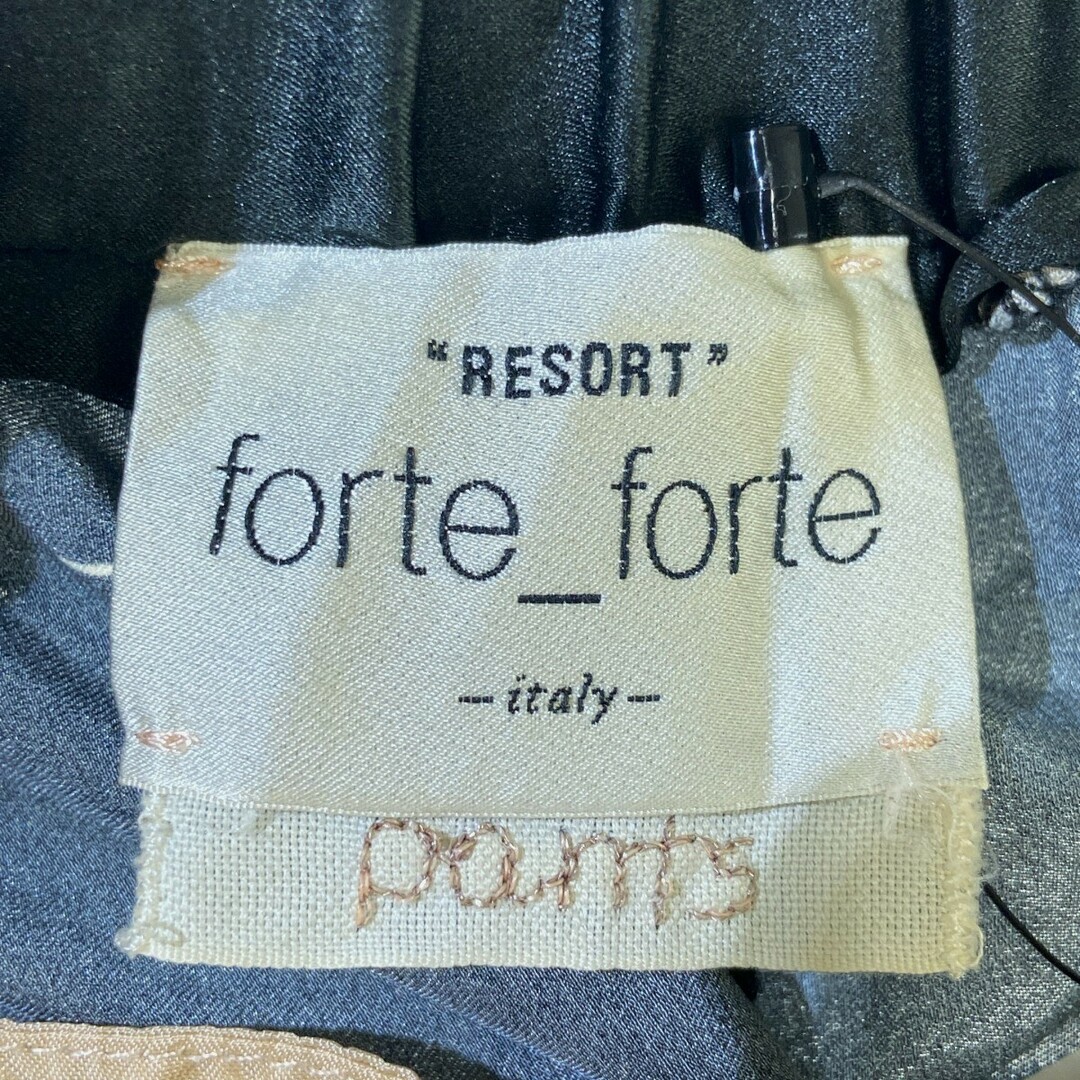 “RESORT”
forte_forte
-italy-
pants